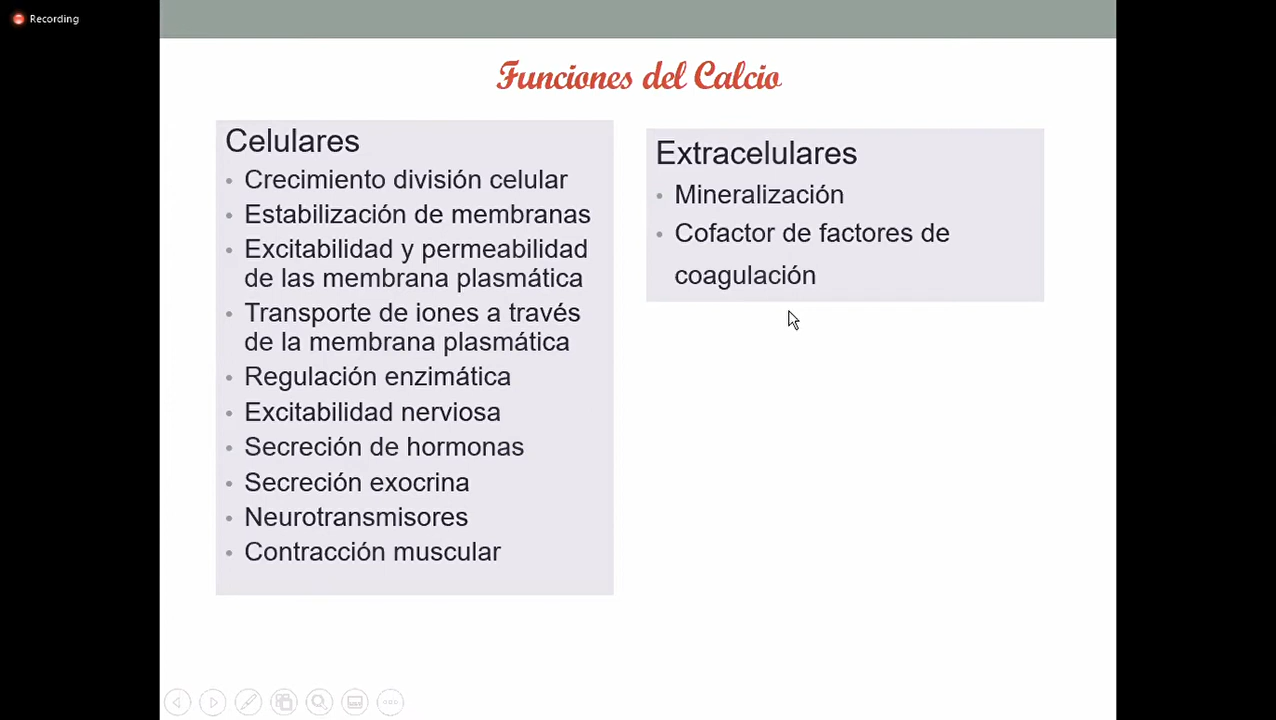 Recording
Funciones del Calcio
Celulares
• Crecimiento división celular
• Estabilización de membranas
• Excitabilidad y permeabilidad
de las membrana plasmática
• Transporte de iones a través
de la membrana plasmática
• Regulación enzimática
• Excitabilidad nerviosa
• Secreción de hormonas
• Secreción exocrina
• Neurotransmisores
• Contracción muscular
Extracelulares
• Mineralización
• Cofactor de factores de
coagulación